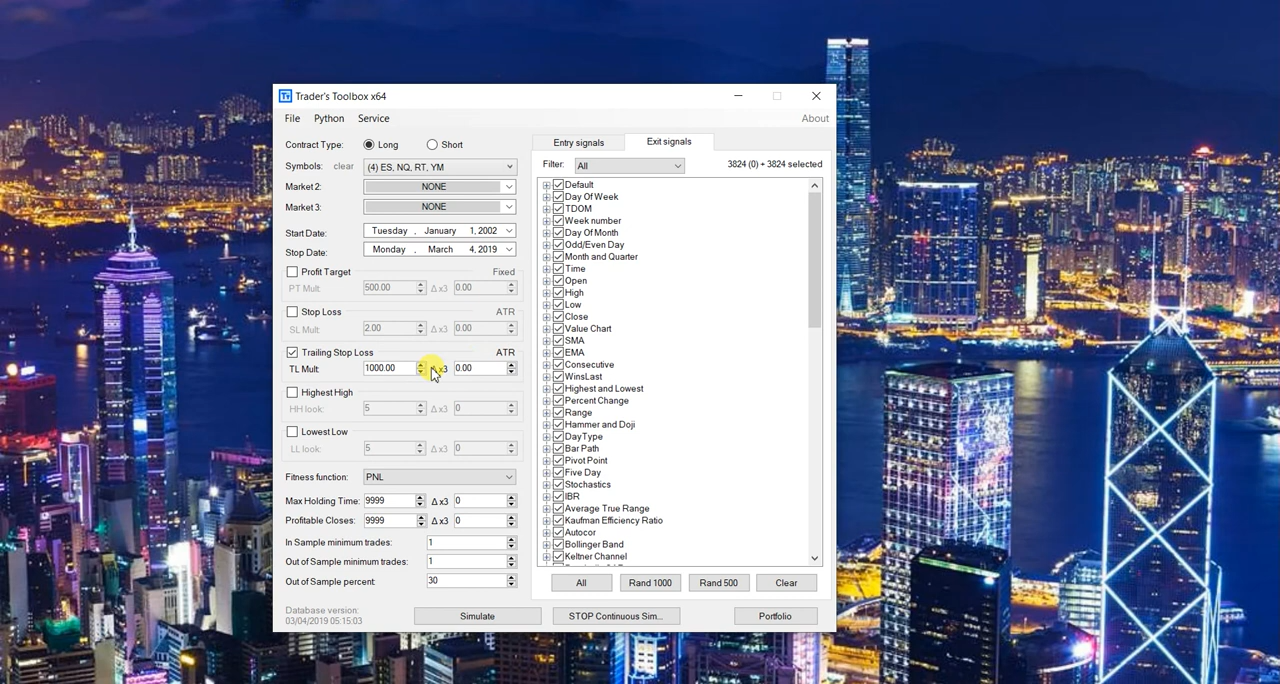 Tt Trader's Toolbox x64
File Python Service About
Contract Type: Long Short
Symbols: clear (4) ES, NQ, RT, YM
Market 2: NONE
Market 3: NONE
Start Date: Tuesday , January 1, 2002
Stop Date: Monday , March 4, 2019
Profit Target Fixed
PT Mult: 500.00 Δ x3 0.00
Stop Loss ATR
SL Mult: 2.00 Δ x3 0.00
Trailing Stop Loss ATR
TL Mult: 1000.00 x3 0.00
Highest High
HH look: 5 Δ x3 0
Lowest Low
LL look: 5 Δ x3 0
Fitness function: PNL
Max Holding Time: 9999 Δ x3 0
Profitable Closes: 9999 Δ x3 0
In Sample minimum trades: 1
Out of Sample minimum trades: 1
Out of Sample percent: 30
Database version:
03/04/2019 05:15:03
Simulate
Entry signals Exit signals
Filter: All 3824 (0) + 3824 selected
Default
Day Of Week
TDOM
Week number
Day Of Month
Odd/Even Day
Month and Quarter
Time
Open
High
Low
Close
Value Chart
SMA
EMA
Consecutive
WinsLast
Highest and Lowest
Percent Change
Range
Hammer and Doji
DayType
Bar Path
Pivot Point
Five Day
Stochastics
IBR
Average True Range
Kaufman Efficiency Ratio
Autocor
Bollinger Band
Keltner Channel
All Rand 1000 Rand 500 Clear
STOP Continuous Sim... Portfolio